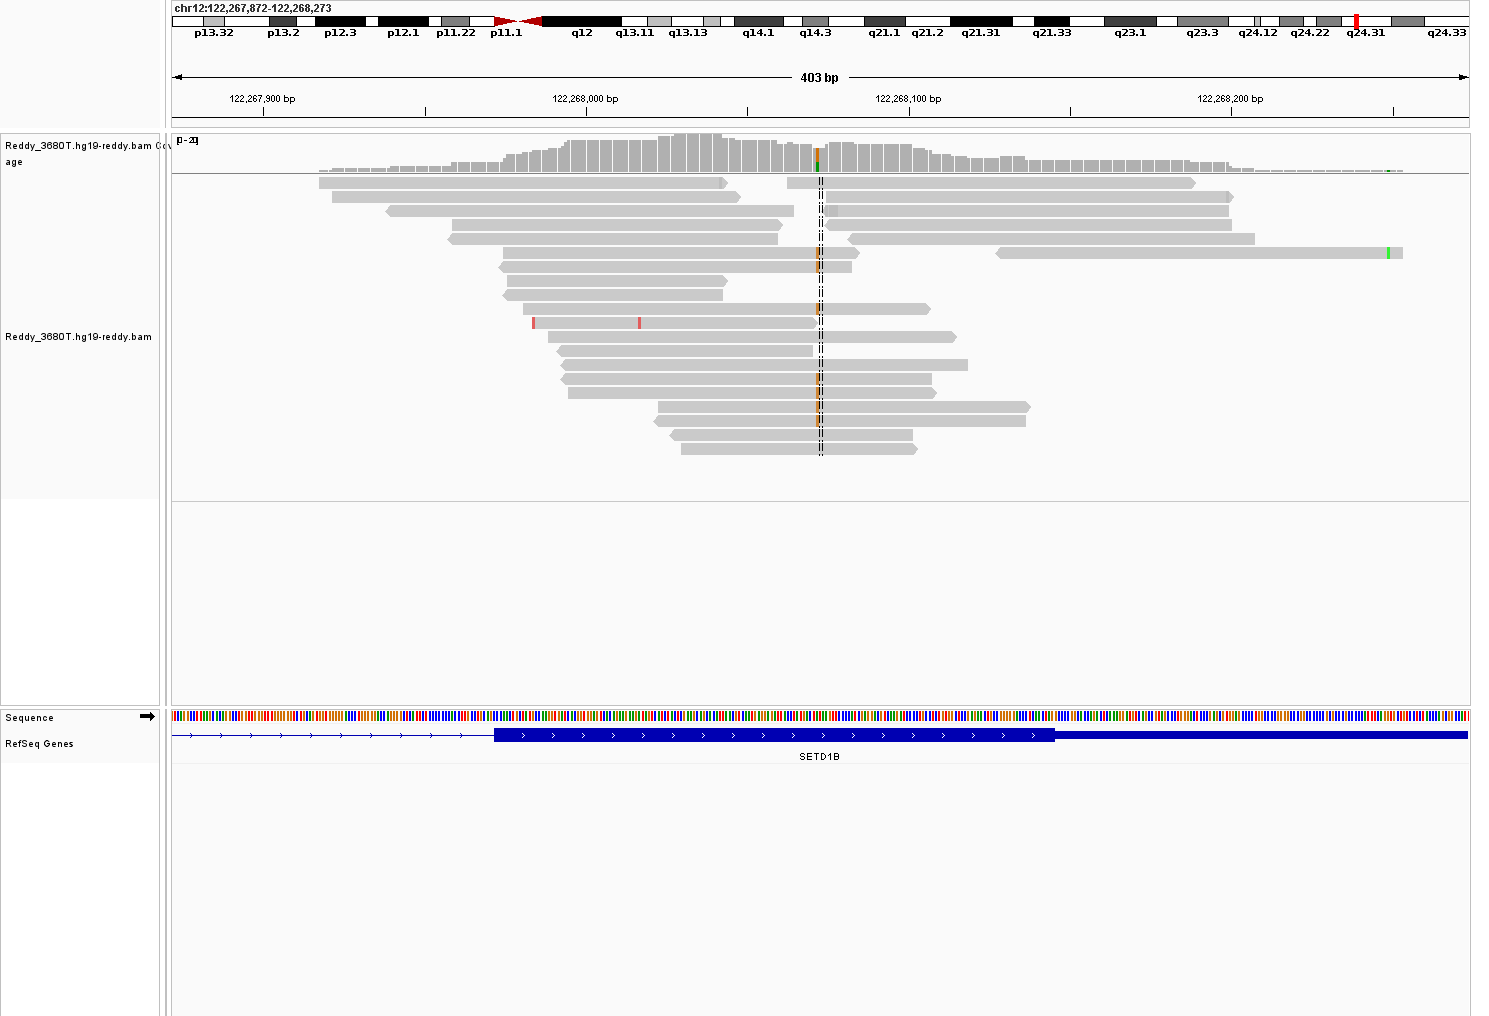 chr12:122,267,872-122,268,273
p13.32 p13.2 p12.3 p12.1 p11.22 p11.1 q12 q13.11 q13.13 q14.1 q14.3 q21.1 q21.2 q21.31 q21.33 q23.1 q23.3 q24.12 q24.22 q24.31 q24.33
403 bp
122,267,900 bp 122,268,000 bp 122,268,100 bp 122,268,200 bp
Reddy_3680T.hg19-reddy.bam Cov
age
[0 - 20]
Reddy_3680T.hg19-reddy.bam
Sequence
RefSeq Genes
SETD1B